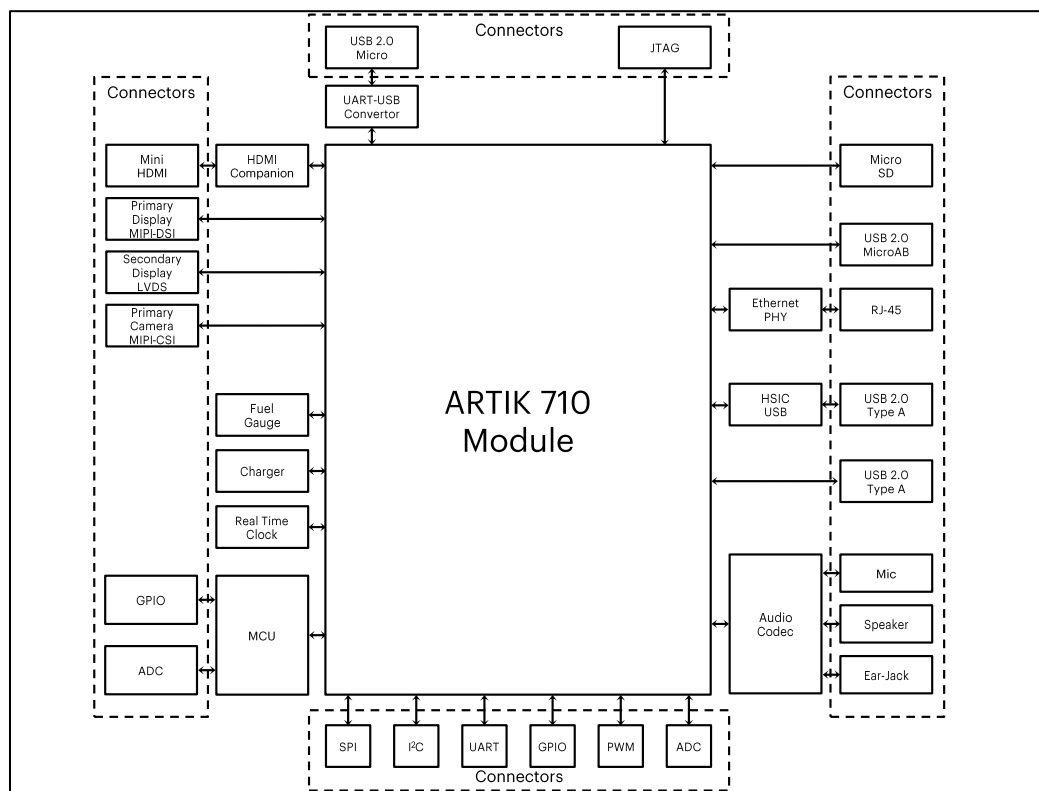 Connectors
USB 2.0
Micro
JTAG
UART-USB
Convertor
Connectors
Mini
HDMI
HDMI
Companion
Primary
Display
MIPI-DSI
Secondary
Display
LVDS
Primary
Camera
MIPI-CSI
Fuel
Gauge
Charger
Real Time
Clock
GPIO
ADC
MCU
ARTIK 710
Module
Connectors
Micro
SD
USB 2.0
MicroAB
Ethernet
PHY
RJ-45
HSIC
USB
USB 2.0
Type A
USB 2.0
Type A
Audio
Codec
Mic
Speaker
Ear-Jack
SPI
I²C
UART
GPIO
PWM
ADC
Connectors